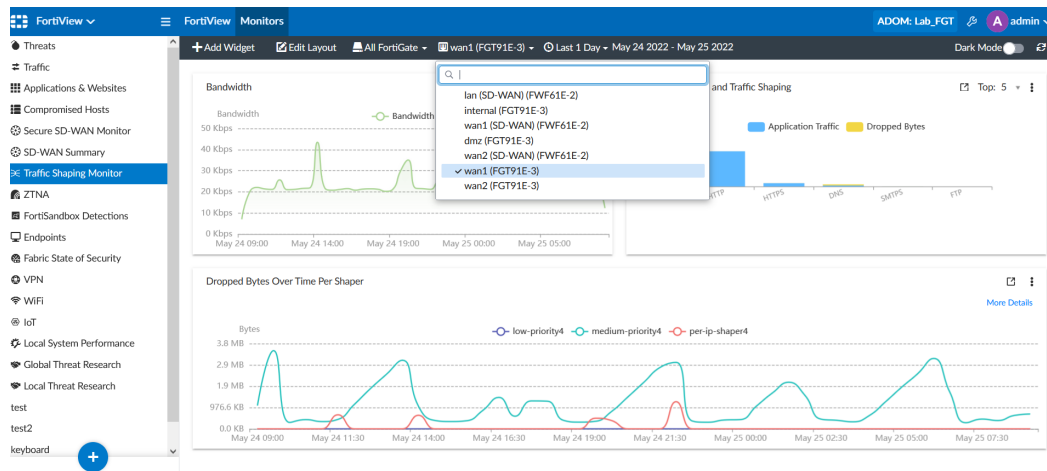 FortiView
FortiView Monitors
ADOM: Lab_FGT
A admin
Threats
Traffic
Applications & Websites
Compromised Hosts
Secure SD-WAN Monitor
SD-WAN Summary
Traffic Shaping Monitor
ZTNA
FortiSandbox Detections
Endpoints
Fabric State of Security
VPN
WiFi
IoT
Local System Performance
Global Threat Research
Local Threat Research
test
test2
keyboard
+
+ Add Widget Edit Layout All FortiGate wan1 (FGT91E-3) Last 1 Day May 24 2022 - May 25 2022 Dark Mode
lan (SD-WAN) (FWF61E-2)
internal (FGT91E-3)
wan1 (SD-WAN) (FWF61E-2)
dmz (FGT91E-3)
wan2 (SD-WAN) (FWF61E-2)
wan1 (FGT91E-3)
wan2 (FGT91E-3)
Bandwidth
Bandwidth
Bandwidth
50 Kbps
40 Kbps
30 Kbps
20 Kbps
10 Kbps
0 Kbps
May 24 09:00 May 24 14:00 May 24 19:00 May 25 00:00 May 25 05:00
and Traffic Shaping
Top: 5
Application Traffic Dropped Bytes
HTTPS DNS SMTPS FTP
Dropped Bytes Over Time Per Shaper
More Details
Bytes
low-priority4 medium-priority4 per-ip-shaper4
3.8 MB
2.9 MB
1.9 MB
976.6 KB
0.0 KB
May 24 09:00 May 24 11:30 May 24 14:00 May 24 16:30 May 24 19:00 May 24 21:30 May 25 00:00 May 25 02:30 May 25 05:00 May 25 07:30